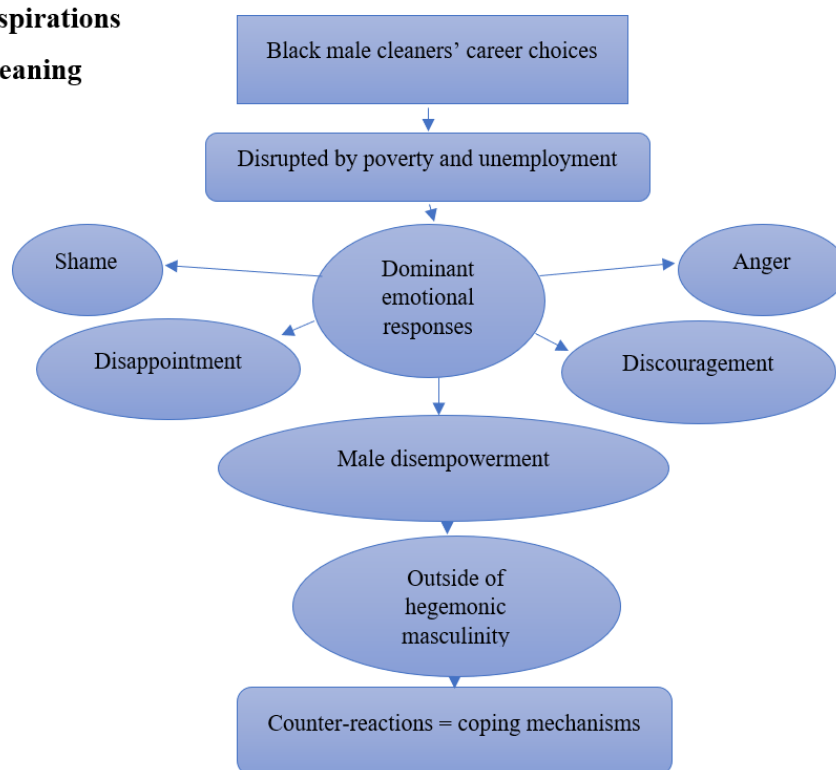 spirations
Black male cleaners’ career choices
eaning
Disrupted by poverty and unemployment
Shame
Dominant
emotional
responses
Anger
Disappointment
Discouragement
Male disempowerment
Outside of
hegemonic
masculinity
Counter-reactions = coping mechanisms